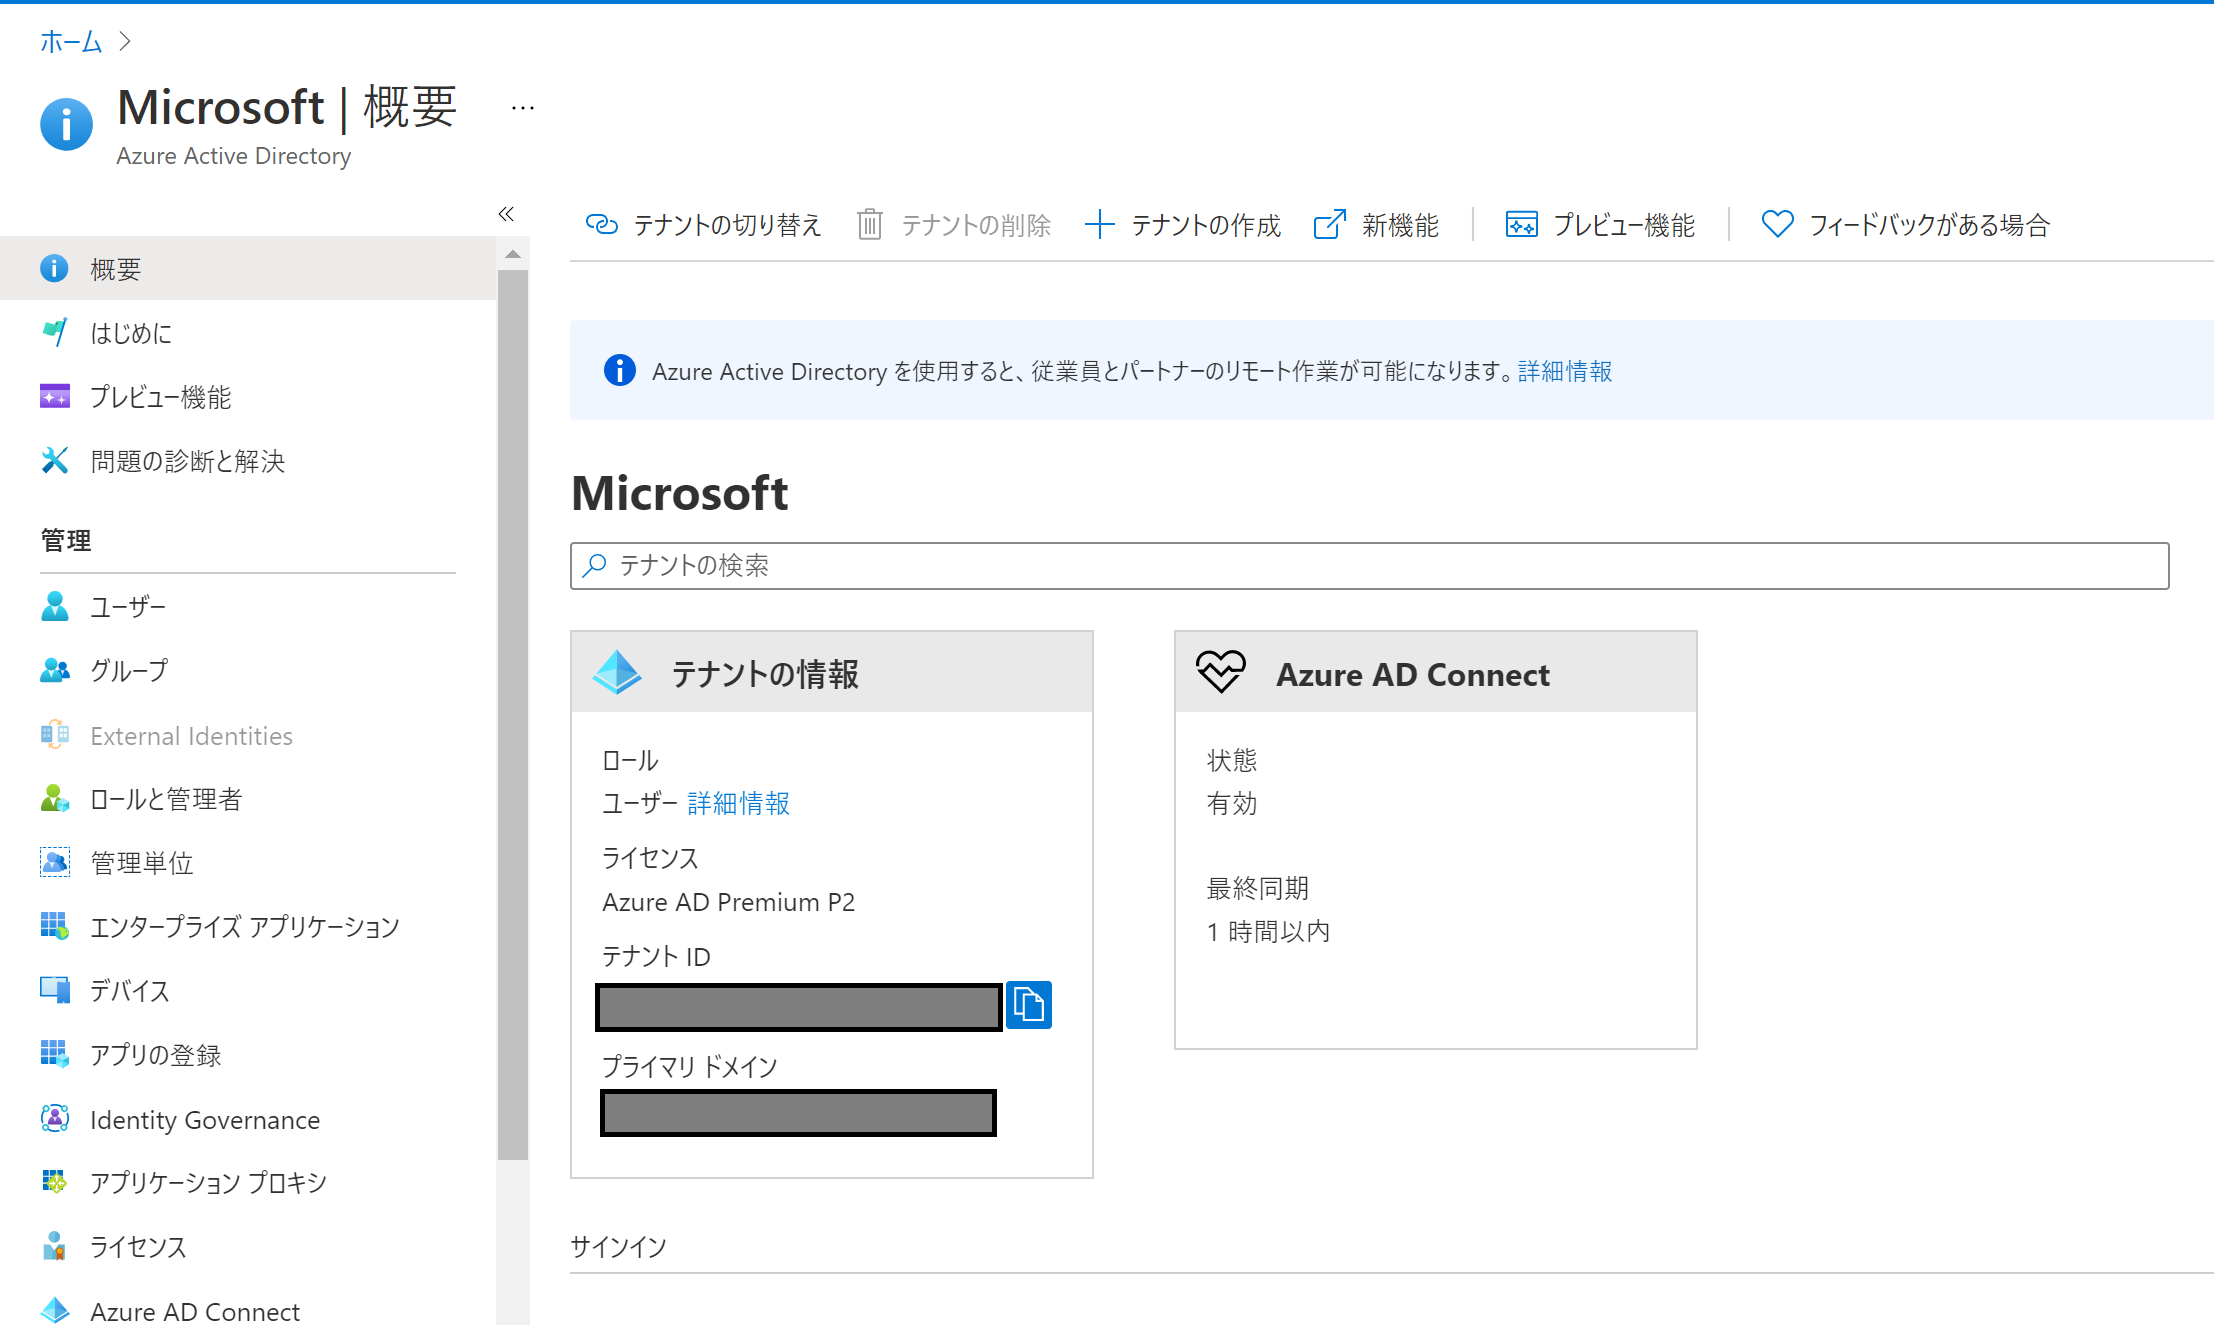 ホーム
Microsoft | 概要
...
Azure Active Directory
«
概要
はじめに
プレビュー機能
問題の診断と解決
管理
ユーザー
グループ
External Identities
ロールと管理者
管理単位
エンタープライズ アプリケーション
デバイス
アプリの登録
Identity Governance
アプリケーション プロキシ
ライセンス
Azure AD Connect
テナントの切り替え テナントの削除 テナントの作成 新機能 プレビュー機能 フィードバックがある場合
Azure Active Directory を使用すると、従業員とパートナーのリモート作業が可能になります。詳細情報
Microsoft
テナントの検索
テナントの情報
ロール
ユーザー 詳細情報
ライセンス
Azure AD Premium P2
テナント ID
プライマリ ドメイン
Azure AD Connect
状態
有効
最終同期
1 時間以内
サインイン